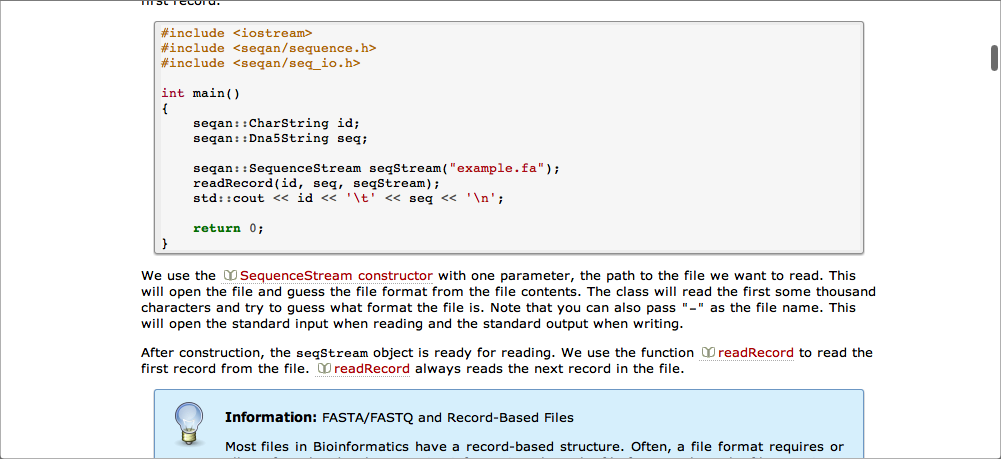 first record.
#include <iostream>
#include <seqan/sequence.h>
#include <seqan/seq_io.h>
int main()
{
    seqan::CharString id;
    seqan::Dna5String seq;
    seqan::SequenceStream seqStream("example.fa");
    readRecord(id, seq, seqStream);
    std::cout << id << '\t' << seq << '\n';
    return 0;
}
We use the SequenceStream constructor with one parameter, the path to the file we want to read. This
will open the file and guess the file format from the file contents. The class will read the first some thousand
characters and try to guess what format the file is. Note that you can also pass "-" as the file name. This
will open the standard input when reading and the standard output when writing.
After construction, the seqStream object is ready for reading. We use the function readRecord to read the
first record from the file. readRecord always reads the next record in the file.
Information: FASTA/FASTQ and Record-Based Files
Most files in Bioinformatics have a record-based structure. Often, a file format requires or